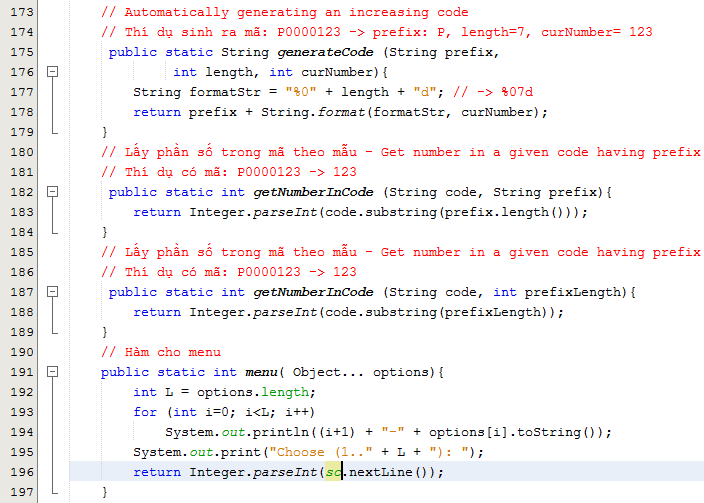 173 // Automatically generating an increasing code
174 // Thí dụ sinh ra mã: P0000123 -> prefix: P, length=7, curNumber= 123
175 public static String generateCode (String prefix,
176 int length, int curNumber){
177 String formatStr = "%0" + length + "d"; // -> %07d
178 return prefix + String.format(formatStr, curNumber);
179 }
180 // Lấy phần số trong mã theo mẫu - Get number in a given code having prefix
181 // Thí dụ có mã: P0000123 -> 123
182 public static int getNumberInCode (String code, String prefix){
183 return Integer.parseInt(code.substring(prefix.length()));
184 }
185 // Lấy phần số trong mã theo mẫu - Get number in a given code having prefix
186 // Thí dụ có mã: P0000123 -> 123
187 public static int getNumberInCode (String code, int prefixLength){
188 return Integer.parseInt(code.substring(prefixLength));
189 }
190 // Hàm cho menu
191 public static int menu( Object... options){
192 int L = options.length;
193 for (int i=0; i<L; i++)
194 System.out.println((i+1) + "-" + options[i].toString());
195 System.out.print("Choose (1.." + L + "): ");
196 return Integer.parseInt(sc.nextLine());
197 }